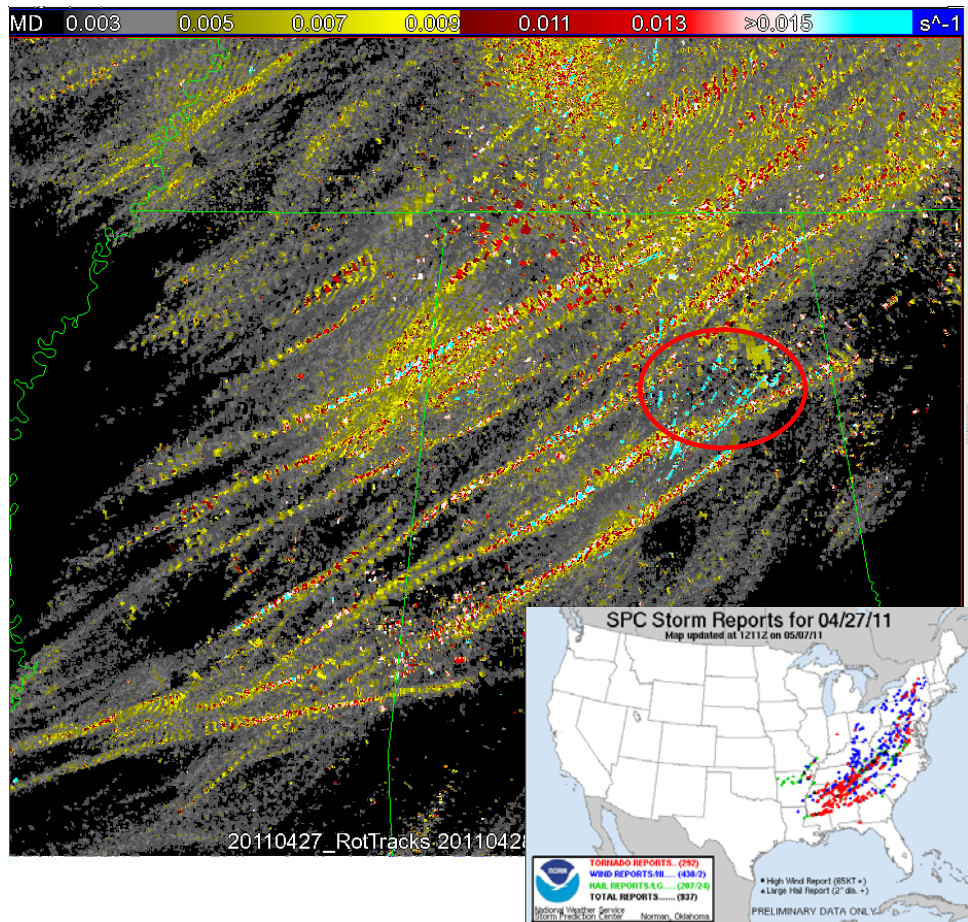 MD 0.003 0.005 0.009 0.011 0.013 >0.015 s^-1
20110427_RotTracks 20110428
SPC Storm Reports for 04/27/11
Map updated at 1211Z on 05/07/11
TORNADO REPORTS.. (292)
WIND REPORTS/HI..... (438/2)
HAIL REPORTS/LG..... (207/24)
TOTAL REPORTS...... (937)
National Weather Service
Storm Prediction Center Norman, Oklahoma
High Wind Report (65KT +)
Large Hail Report (2" dia. +)
PRELIMINARY DATA ONLY